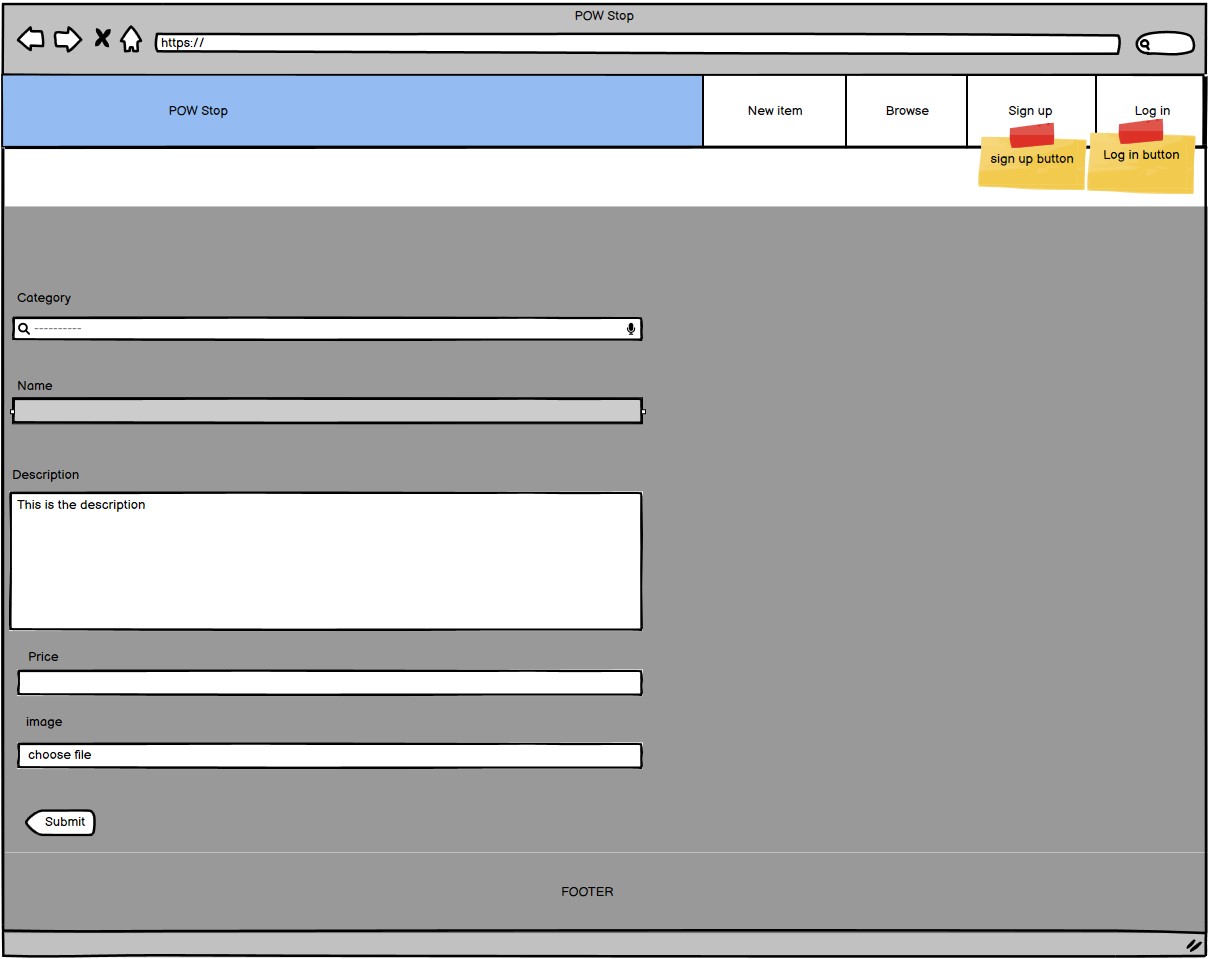 POW Stop
https://
POW Stop
New item
Browse
Sign up
Log in
sign up button
Log in button
Category
----------
Name
Description
This is the description
Price
image
choose file
Submit
FOOTER